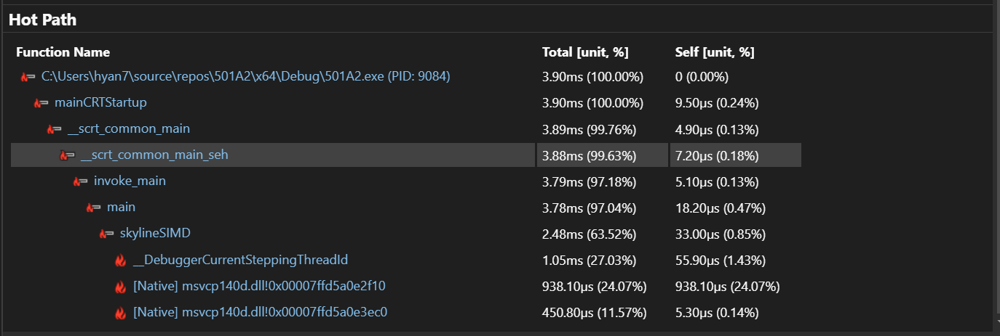 Hot Path
Function Name Total [unit, %] Self [unit, %]
C:\Users\hyan7\source\repos\501A2\x64\Debug\501A2.exe (PID: 9084) 3.90ms (100.00%) 0 (0.00%)
mainCRTStartup 3.90ms (100.00%) 9.50µs (0.24%)
__scrt_common_main 3.89ms (99.76%) 4.90µs (0.13%)
__scrt_common_main_seh 3.88ms (99.63%) 7.20µs (0.18%)
invoke_main 3.79ms (97.18%) 5.10µs (0.13%)
main 3.78ms (97.04%) 18.20µs (0.47%)
skylineSIMD 2.48ms (63.52%) 33.00µs (0.85%)
__DebuggerCurrentSteppingThreadId 1.05ms (27.03%) 55.90µs (1.43%)
[Native] msvcp140d.dll!0x00007ffd5a0e2f10 938.10µs (24.07%) 938.10µs (24.07%)
[Native] msvcp140d.dll!0x00007ffd5a0e3ec0 450.80µs (11.57%) 5.30µs (0.14%)